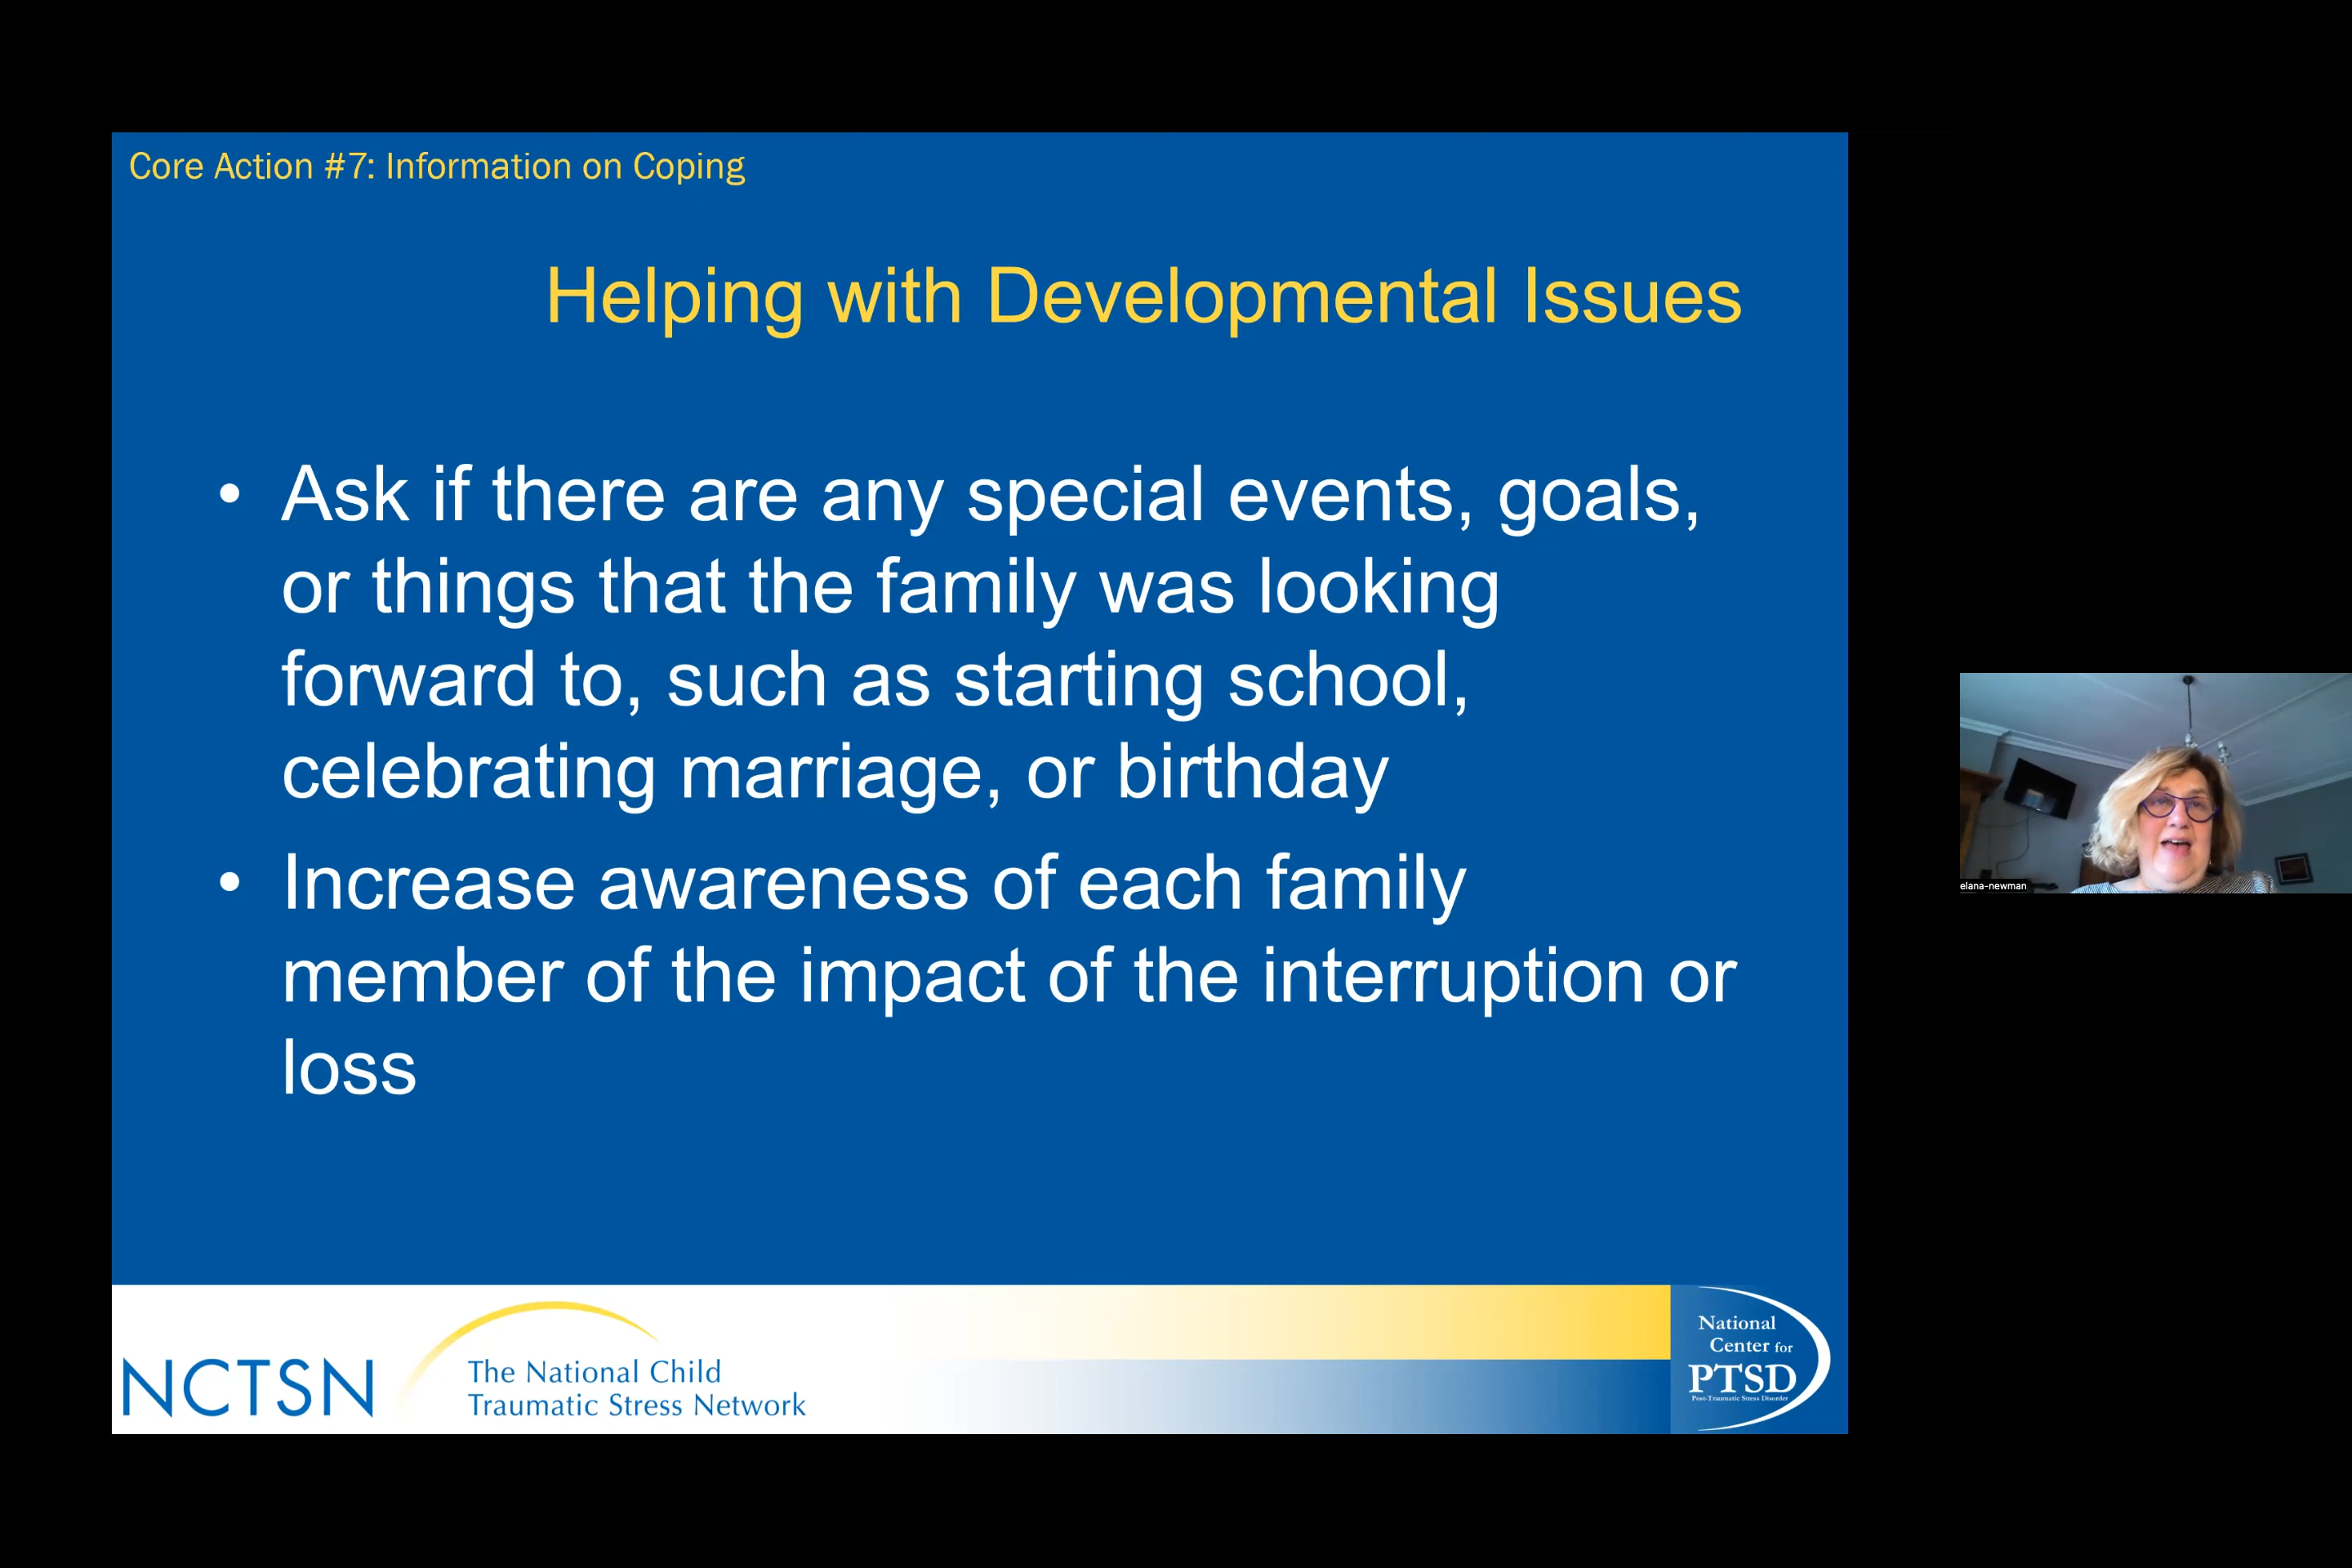 Core Action #7: Information on Coping
Helping with Developmental Issues
• Ask if there are any special events, goals,
or things that the family was looking
forward to, such as starting school,
celebrating marriage, or birthday
• Increase awareness of each family
member of the impact of the interruption or
loss
elana-newman
NCTSN
The National Child
Traumatic Stress Network
National
Center for
PTSD
Post-Traumatic Stress Disorder